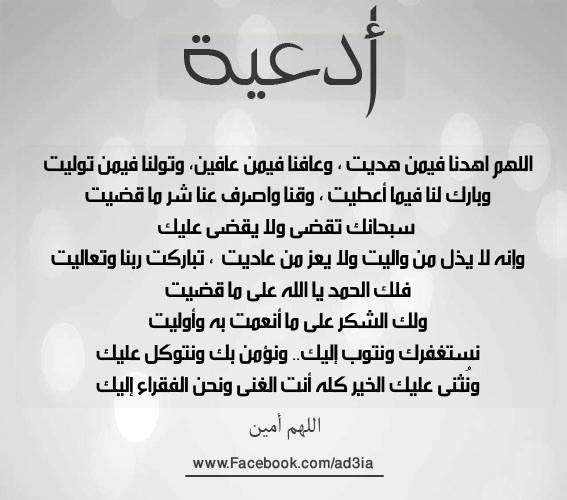 أدعية
اللهم اهدنا فيمن هديت ، وعافنا فيمن عافين، وتولنا فيمن توليت
وبارك لنا فيما أعطيت ، وقنا واصرف عنا شر ما قضيت
سبحانك تقضى ولا يقضى عليك
وإنه لا يذل من واليت ولا يعز من عاديت ، تباركت ربنا وتعاليت
فلك الحمد يا الله على ما قضيت
ولك الشكر على ما أنعمت به وأوليت
نستغفرك ونتوب إليك.. ونؤمن بك ونتوكل عليك
ونُثنى عليك الخير كله أنت الغنى ونحن الفقراء إليك
اللهم أمين
www.Facebook.com/ad3ia